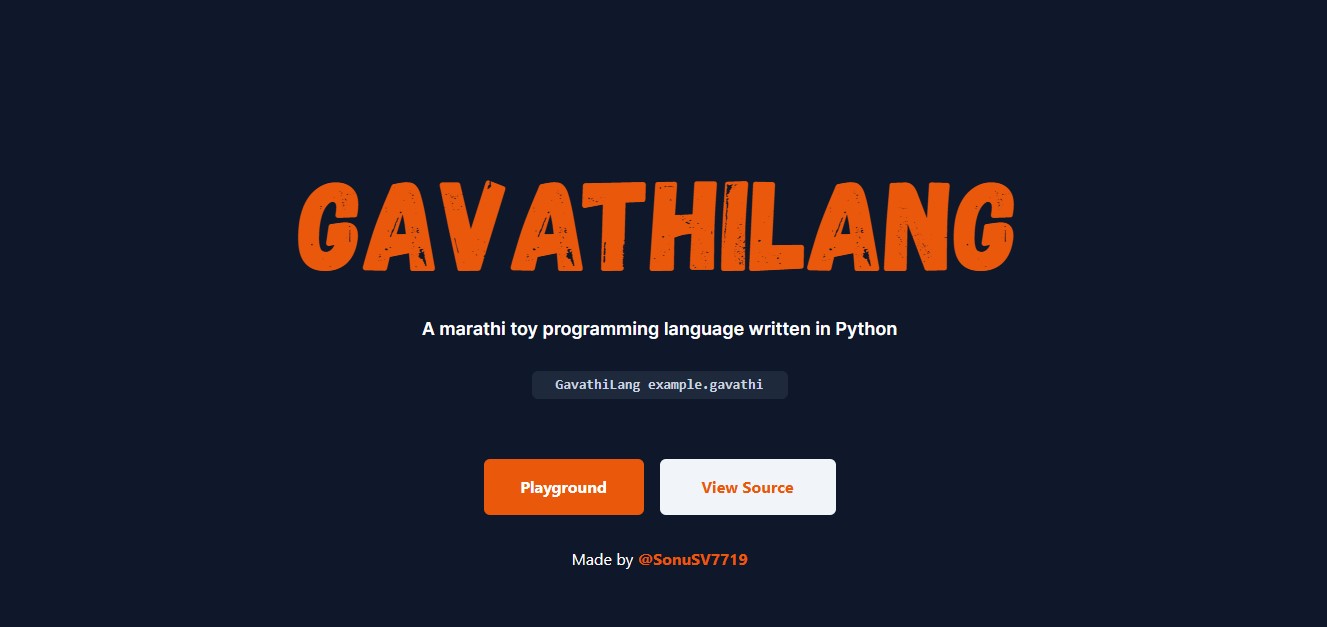 GAVATHILANG
A marathi toy programming language written in Python
GavathiLang example.gavathi
Playground View Source
Made by @SonuSV7719